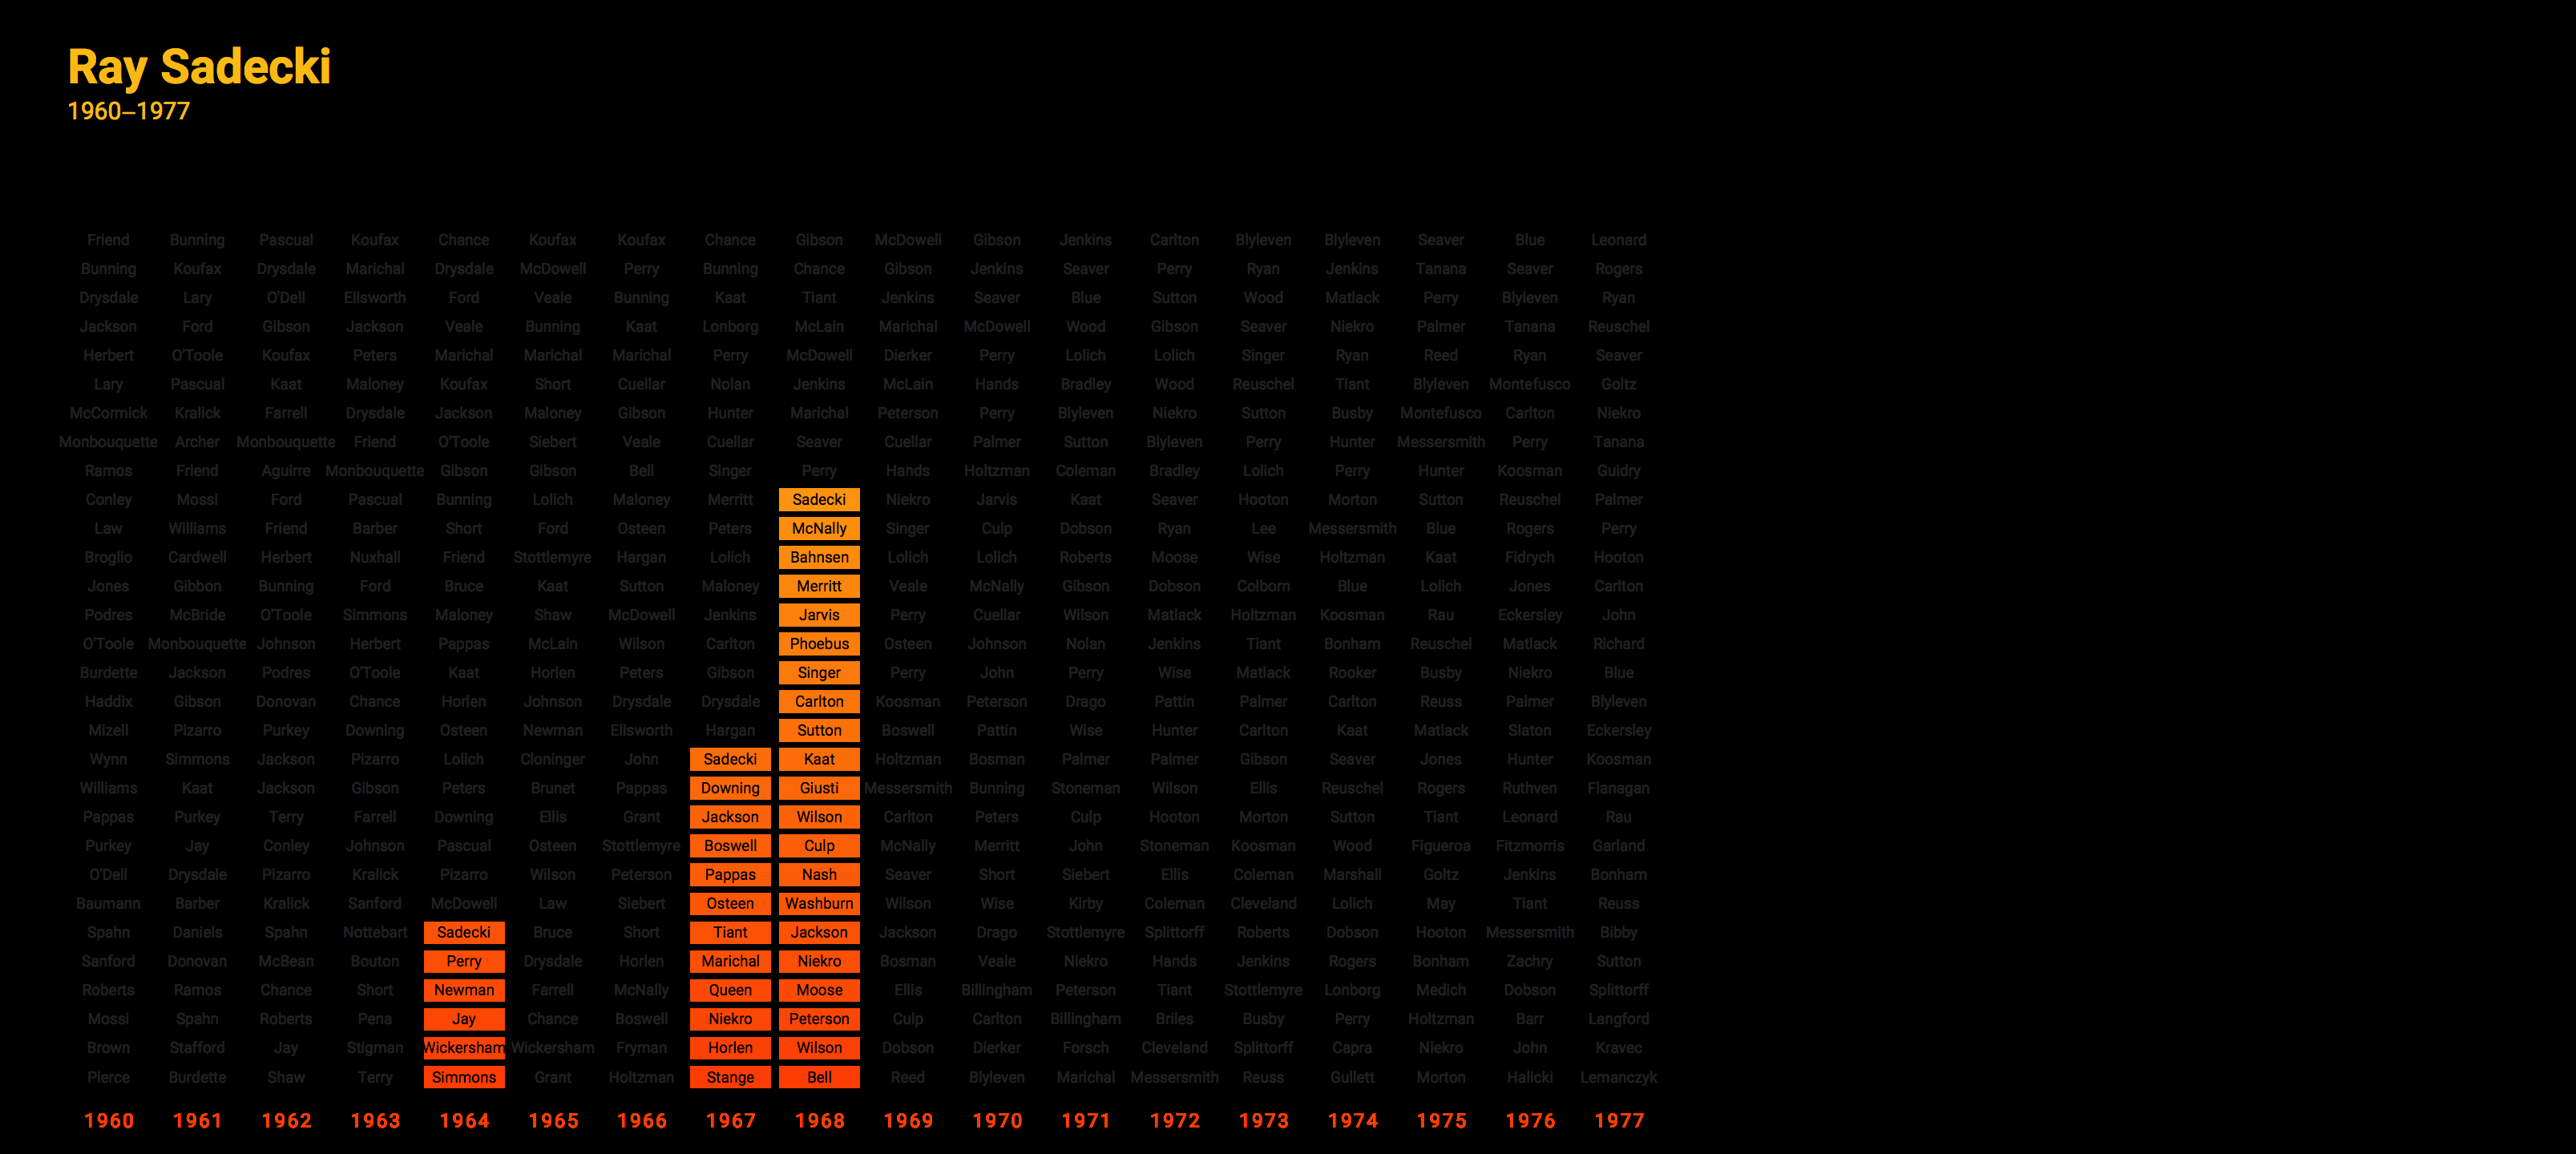 Ray Sadecki
1960–1977
Friend Bunning Pascual Koufax Chance Koufax Koufax Chance Gibson McDowell Gibson Jenkins Carlton Blyleven Blyleven Seaver Blue Leonard
Bunning Koufax Drysdale Marichal Drysdale McDowell Perry Bunning Chance Gibson Jenkins Seaver Perry Ryan Jenkins Tanana Seaver Rogers
Drysdale Lary O'Dell Ellsworth Ford Veale Bunning Kaat Tiant Jenkins Seaver Blue Sutton Wood Matlack Perry Blyleven Ryan
Jackson Ford Gibson Jackson Veale Bunning Kaat Lonborg McLain Marichal McDowell Wood Gibson Seaver Niekro Palmer Tanana Reuschel
Herbert O'Toole Koufax Peters Marichal Marichal Marichal Perry McDowell Dierker Perry Lolich Lolich Singer Ryan Reed Ryan Seaver
Lary Pascual Kaat Maloney Koufax Short Cuellar Nolan Jenkins McLain Hands Bradley Wood Reuschel Tiant Blyleven Montefusco Goltz
McCormick Kralick Farrell Drysdale Jackson Maloney Gibson Hunter Marichal Peterson Perry Blyleven Niekro Sutton Busby Montefusco Carlton Niekro
Monbouquette Archer Monbouquette Friend O'Toole Siebert Veale Cuellar Seaver Cuellar Palmer Sutton Blyleven Perry Hunter Messersmith Perry Tanana
Ramos Friend Aguirre Monbouquette Gibson Gibson Bell Singer Perry Hands Holtzman Coleman Bradley Lolich Perry Hunter Koosman Guidry
Conley Mossi Ford Pascual Bunning Lolich Maloney Merritt Sadecki Niekro Jarvis Kaat Seaver Hooton Morton Sutton Reuschel Palmer
Law Williams Friend Barber Short Ford Osteen Peters McNally Singer Culp Dobson Ryan Lee Messersmith Blue Rogers Perry
Broglio Cardwell Herbert Nuxhall Friend Stottlemyre Hargan Lolich Bahnsen Lolich Lolich Roberts Moose Wise Holtzman Kaat Fidrych Hooton
Jones Gibbon Bunning Ford Bruce Kaat Sutton Maloney Merritt Veale McNally Gibson Dobson Colborn Blue Lolich Jones Carlton
Podres McBride O'Toole Simmons Maloney Shaw McDowell Jenkins Jarvis Perry Cuellar Wilson Matlack Holtzman Koosman Rau Eckersley John
O'Toole Monbouquette Johnson Herbert Pappas McLain Wilson Carlton Phoebus Osteen Johnson Nolan Jenkins Tiant Bonham Reuschel Matlack Richard
Burdette Jackson Podres O'Toole Kaat Horlen Peters Gibson Singer Perry John Perry Wise Matlack Rooker Busby Niekro Blue
Haddix Gibson Donovan Chance Horlen Johnson Drysdale Drysdale Carlton Koosman Peterson Drago Pattin Palmer Carlton Reuss Palmer Blyleven
Mizell Pizarro Purkey Downing Osteen Newman Ellsworth Hargan Sutton Boswell Pattin Wise Hunter Carlton Kaat Matlack Slaton Eckersley
Wynn Simmons Jackson Pizarro Lolich Cloninger John Sadecki Kaat Holtzman Bosman Palmer Palmer Gibson Seaver Jones Hunter Koosman
Williams Kaat Jackson Gibson Peters Brunet Pappas Downing Giusti Messersmith Bunning Stoneman Wilson Ellis Reuschel Rogers Ruthven Flanagan
Pappas Purkey Terry Farrell Downing Ellis Grant Jackson Wilson Carlton Peters Culp Hooton Morton Sutton Tiant Leonard Rau
Purkey Jay Conley Johnson Pascual Osteen Stottlemyre Boswell Culp McNally Merritt John Stoneman Koosman Wood Figueroa Fitzmorris Garland
O'Dell Drysdale Pizarro Kralick Pizarro Wilson Peterson Pappas Nash Seaver Short Siebert Ellis Coleman Marshall Goltz Jenkins Bonham
Baumann Barber Kralick Sanford McDowell Law Siebert Osteen Washburn Wilson Wise Kirby Coleman Cleveland Lolich May Tiant Reuss
Spahn Daniels Spahn Nottebart Sadecki Bruce Short Tiant Jackson Jackson Drago Stottlemyre Splittorff Roberts Dobson Hooton Messersmith Bibby
Sanford Donovan McBean Bouton Perry Drysdale Horlen Marichal Niekro Bosman Veale Niekro Hands Jenkins Rogers Bonham Zachry Sutton
Roberts Ramos Chance Short Newman Farrell McNally Queen Moose Ellis Billingham Peterson Tiant Stottlemyre Lonborg Medich Dobson Splittorff
Mossi Spahn Roberts Pena Jay Chance Boswell Niekro Peterson Culp Carlton Billingham Briles Busby Perry Holtzman Barr Langford
Brown Stafford Jay Stigman Wickersham Wickersham Fryman Horlen Wilson Dobson Dierker Forsch Cleveland Splittorff Capra Niekro John Kravec
Pierce Burdette Shaw Terry Simmons Grant Holtzman Stange Bell Reed Blyleven Marichal Messersmith Reuss Gullett Morton Halicki Lemanczyk
1960 1961 1962 1963 1964 1965 1966 1967 1968 1969 1970 1971 1972 1973 1974 1975 1976 1977